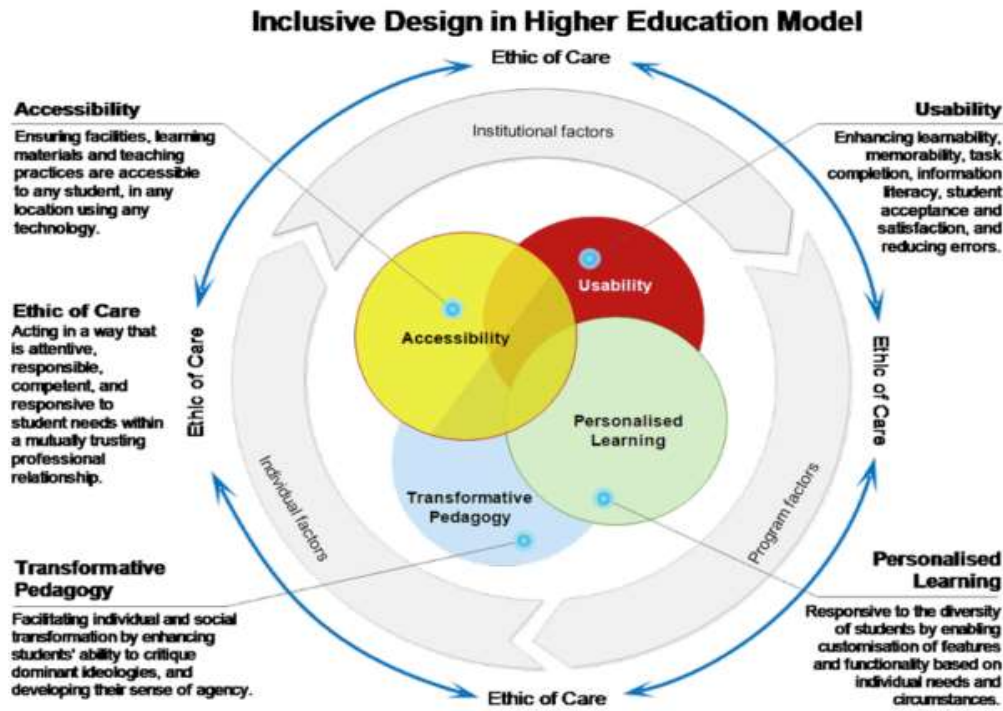 Inclusive Design in Higher Education Model
Ethic of Care
Accessibility
Ensuring facilities, learning
materials and teaching
practices are accessible
to any student, in any
location using any
technology.
Usability
Enhancing learnability,
memorability, task
completion, information
literacy, student
acceptance and
satisfaction, and
reducing errors.
Institutional factors
Usability
Accessibility
Personalised
Learning
Transformative
Pedagogy
Ethic of Care
Acting in a way that
is attentive,
responsible,
competent, and
responsive to
student needs within
a mutually trusting
professional
relationship.
Ethic of Care
Ethic of Care
Individual factors
Program factors
Transformative
Pedagogy
Facilitating individual and social
transformation by enhancing
students' ability to critique
dominant ideologies, and
developing their sense of agency.
Personalised
Learning
Responsive to the diversity
of students by enabling
customisation of features
and functionality based on
individual needs and
circumstances.
Ethic of Care